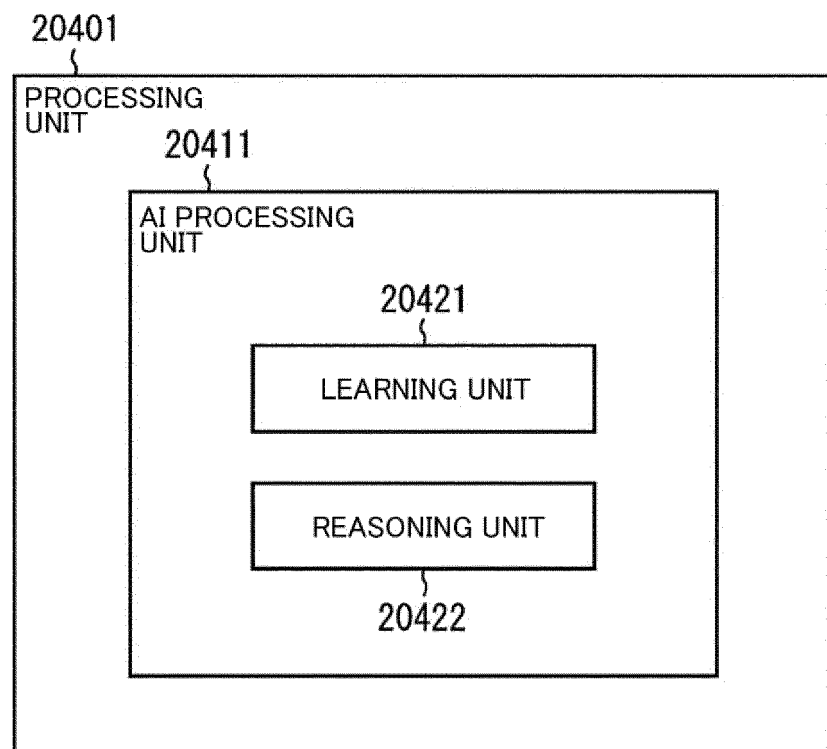 20401
PROCESSING
UNIT
20411
AI PROCESSING
UNIT
20421
LEARNING UNIT
REASONING UNIT
20422